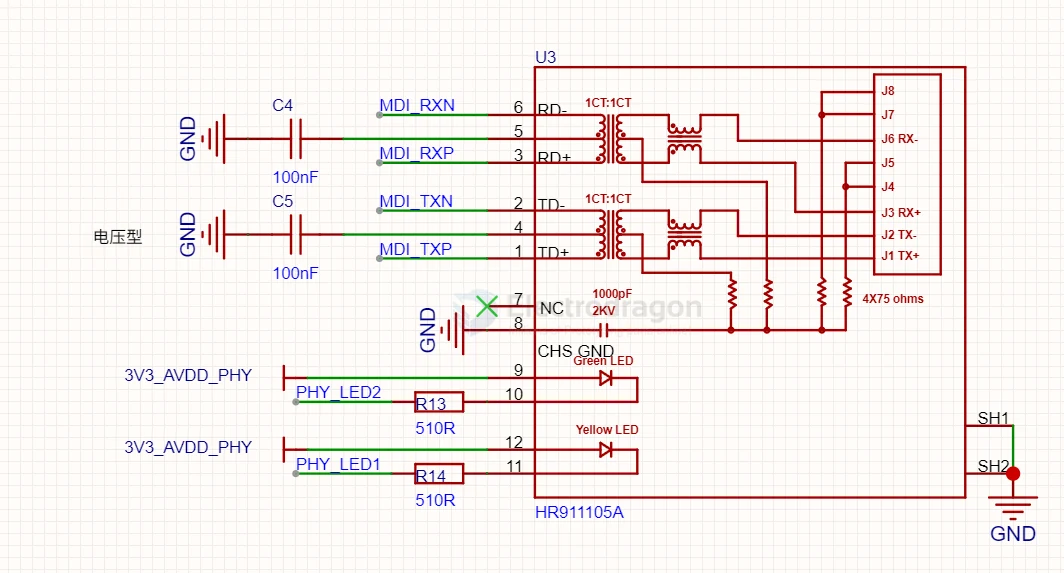 U3
C4
GND
100nF
MDI_RXN
6
RD-
5
MDI_RXP
3
RD+
1CT:1CT
J8
J7
J6 RX-
J5
J4
J3 RX+
J2 TX-
J1 TX+
C5
GND
100nF
电压型
MDI_TXN
2
TD-
4
MDI_TXP
1
TD+
1CT:1CT
4X75 ohms
7
NC
Electrodragon
1000pF
2KV
GND
8
CHS GND
3V3_AVDD_PHY
9
Green LED
PHY_LED2
R13
510R
10
3V3_AVDD_PHY
12
Yellow LED
PHY_LED1
R14
510R
11
HR911105A
SH1
SH2
GND